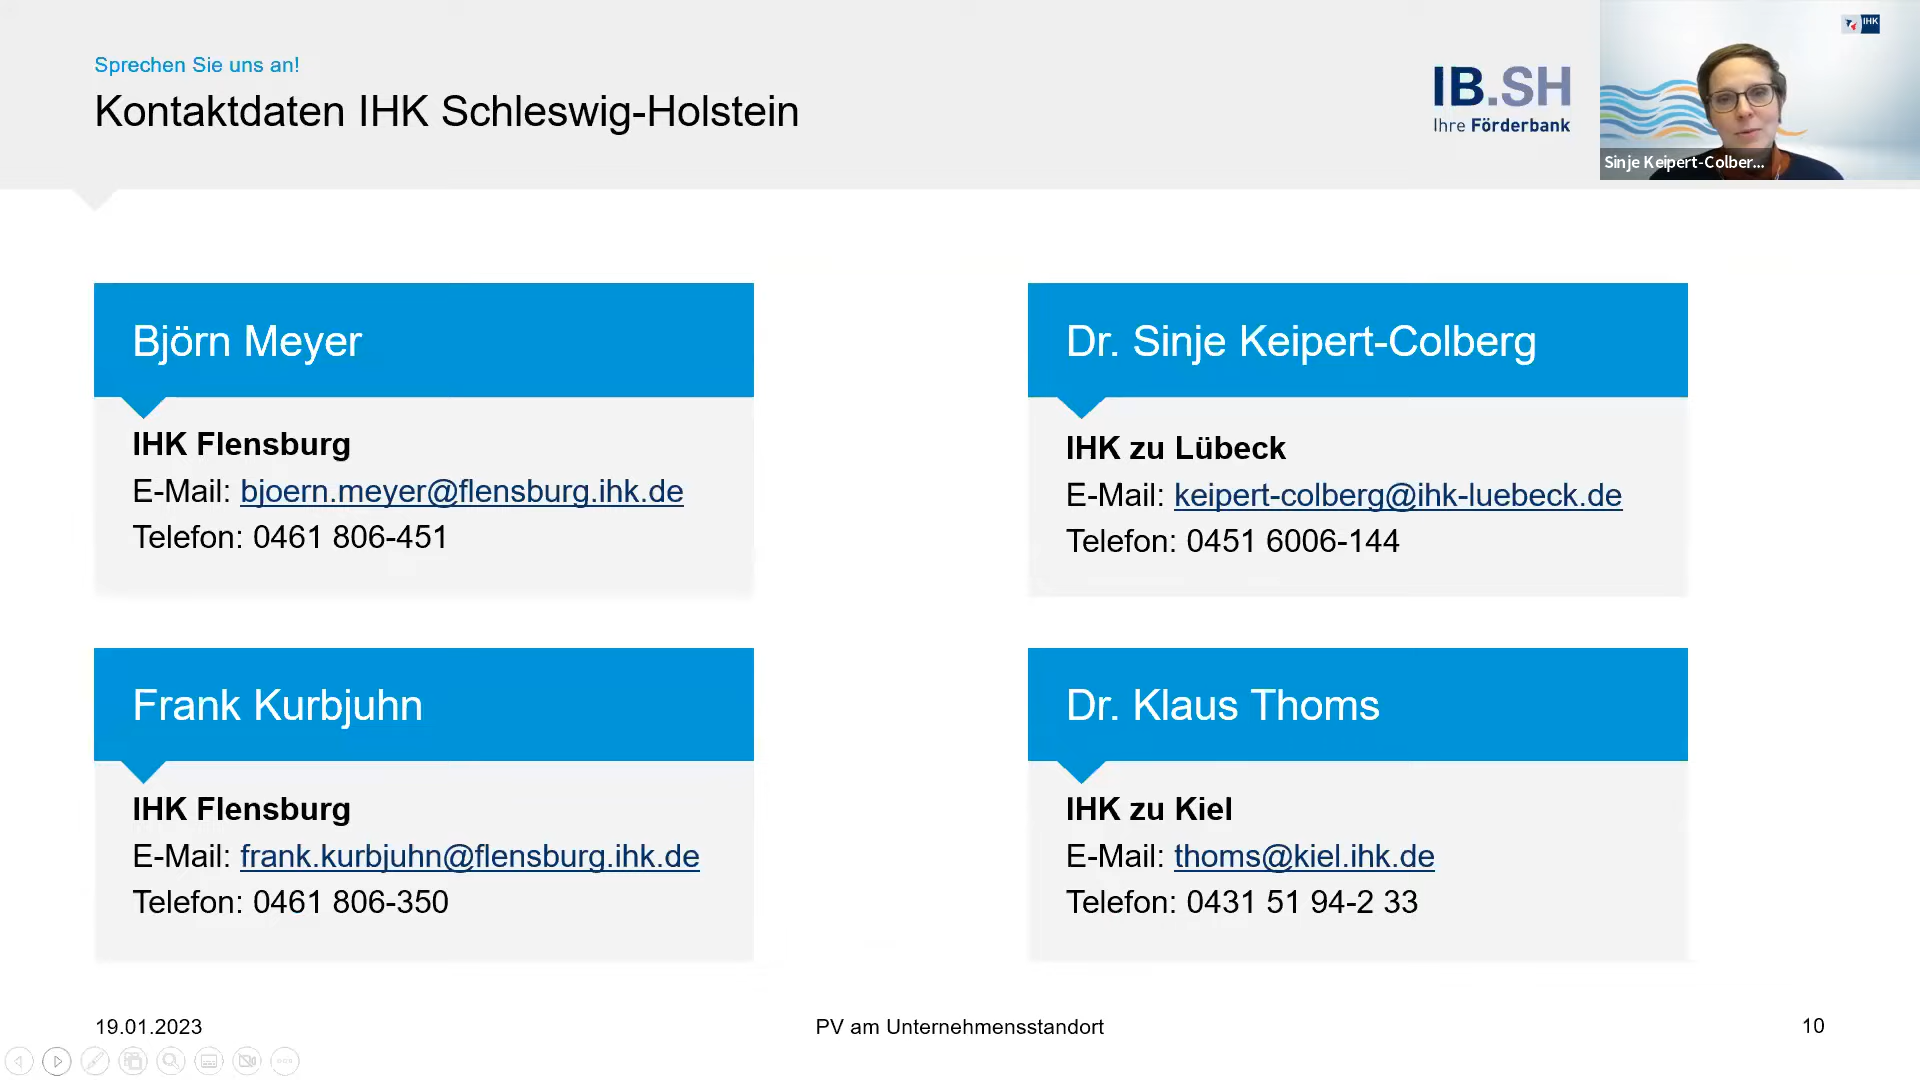 Sprechen Sie uns an!
Kontaktdaten IHK Schleswig-Holstein
IB.SH
Ihre Förderbank
IHK
Sinje Keipert-Colber...
Björn Meyer
IHK Flensburg
E-Mail: bjoern.meyer@flensburg.ihk.de
Telefon: 0461 806-451
Dr. Sinje Keipert-Colberg
IHK zu Lübeck
E-Mail: keipert-colberg@ihk-luebeck.de
Telefon: 0451 6006-144
Frank Kurbjuhn
IHK Flensburg
E-Mail: frank.kurbjuhn@flensburg.ihk.de
Telefon: 0461 806-350
Dr. Klaus Thoms
IHK zu Kiel
E-Mail: thoms@kiel.ihk.de
Telefon: 0431 51 94-2 33
19.01.2023
PV am Unternehmensstandort
10